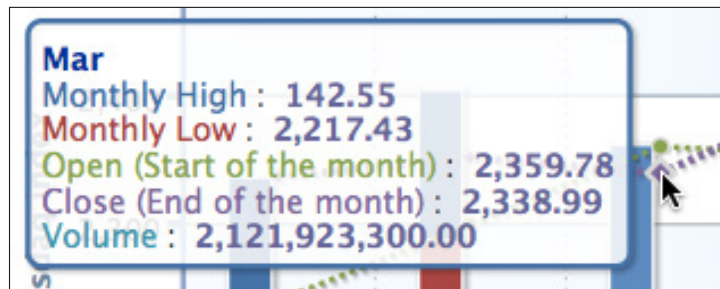 Mar
Monthly High : 142.55
Monthly Low : 2,217.43
Open (Start of the month) : 2,359.78
Close (End of the month) : 2,338.99
Volume : 2,121,923,300.00